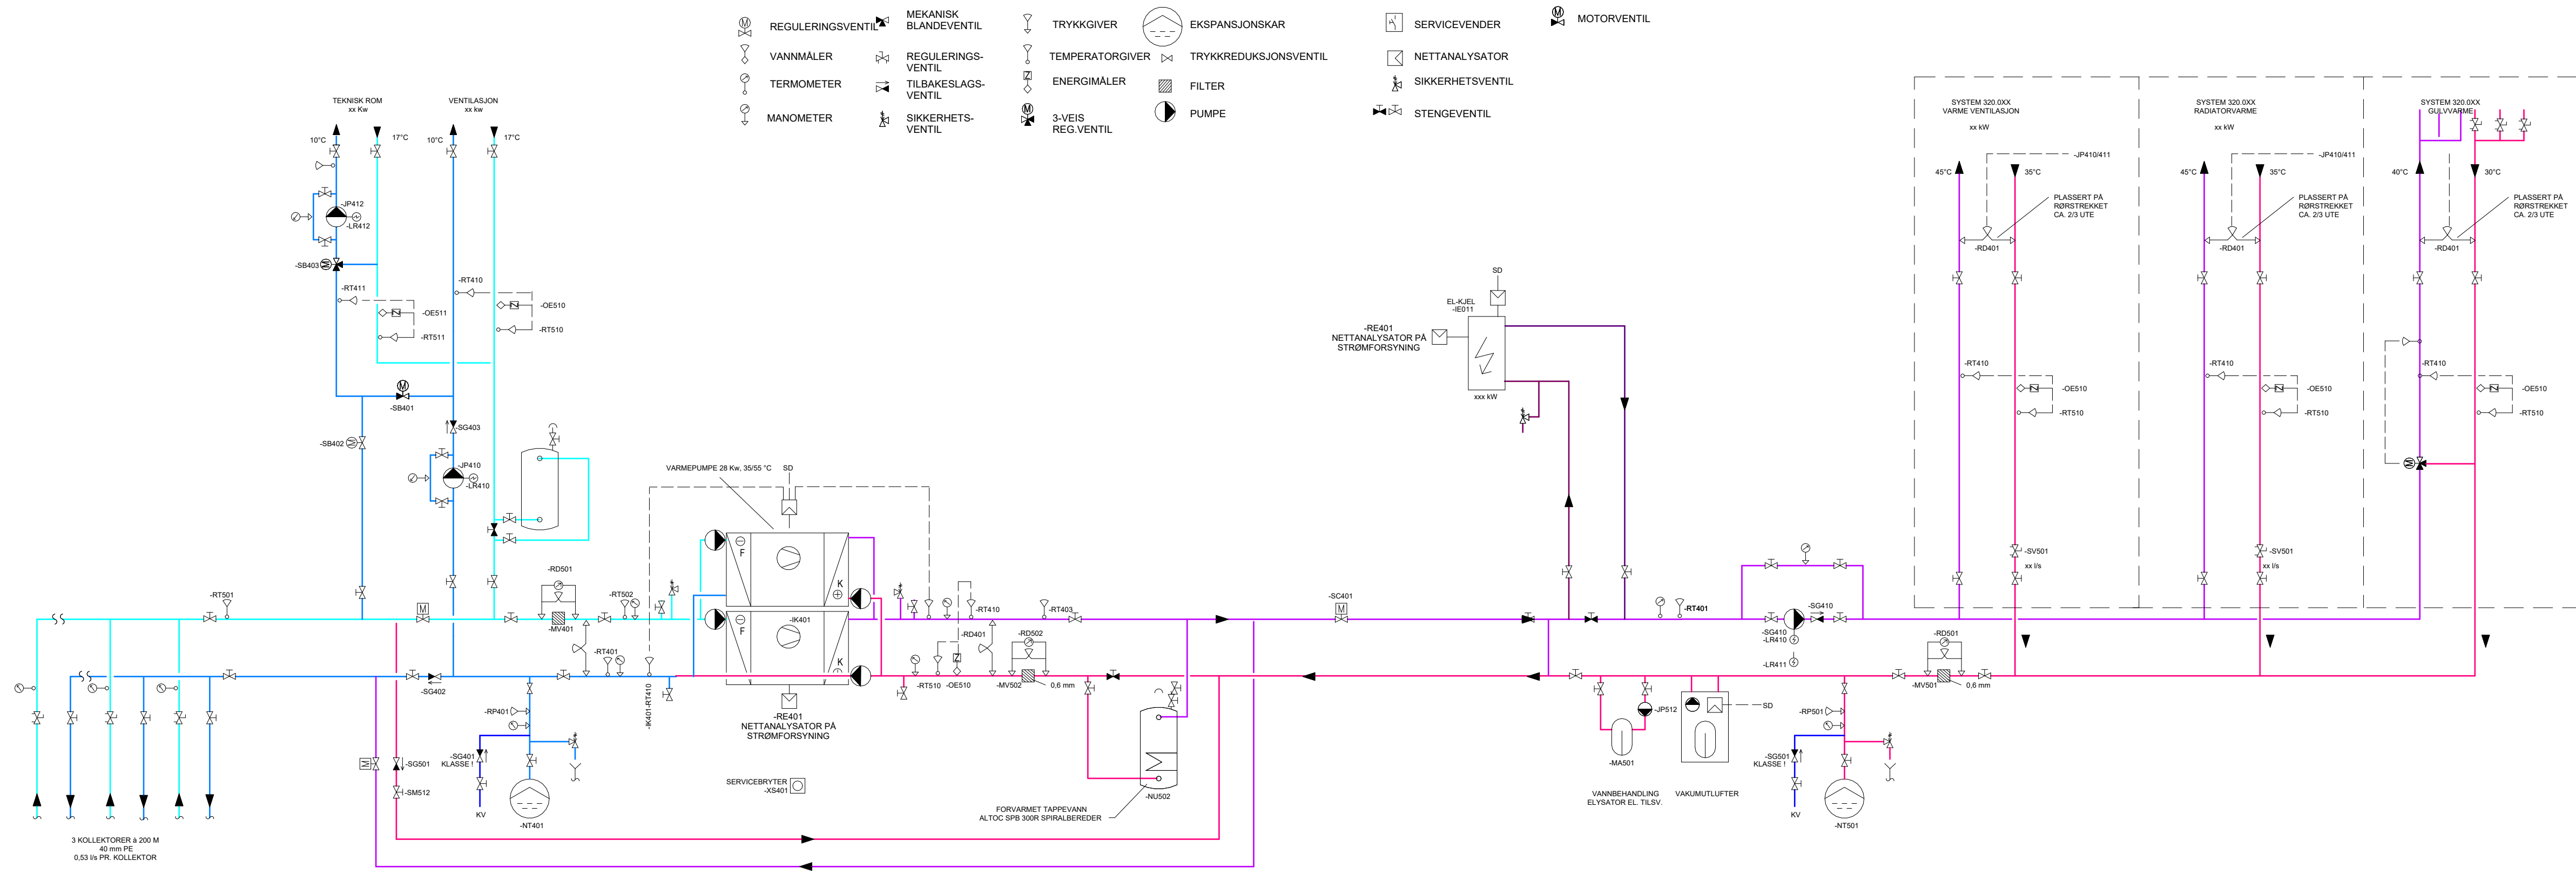 REGULERINGSVENTIL
MEKANISK
BLANDEVENTIL
TRYKKGIVER
EKSPANSJONSKAR
SERVICEVENDER
M
MOTORVENTIL
VANNMÅLER
REGULERINGS-
VENTIL
TEMPERATORGIVER
TRYKKREDUKSJONSVENTIL
NETTANALYSATOR
TERMOMETER
TILBAKESLAGS-
VENTIL
ENERGIMÅLER
FILTER
SIKKERHETSVENTIL
MANOMETER
SIKKERHETS-
VENTIL
M
3-VEIS
REG.VENTIL
PUMPE
STENGEVENTIL
TEKNISK ROM
xx Kw
VENTILASJON
xx kw
10°C
17°C
10°C
17°C
-JP412
-LR412
-SB403
-RT411
-OE511
-RT511
-RT410
-OE510
-RT510
M
-SB401
-SB402
-SG403
-JP410
-LR410
VARMEPUMPE 28 Kw, 35/55 °C
SD
F
K
F
K
-IK401
-RT501
M
-RD501
-MV401
-RT502
-RT401
-IK401-RT410
-SG402
-RP401
-SG401
KLASSE !
KV
-NT401
M
-SG501
-SM512
3 KOLLEKTORER à 200 M
40 mm PE
0,53 l/s PR. KOLLEKTOR
-RE401
NETTANALYSATOR PÅ
STRØMFORSYNING
SERVICEBRYTER
-XS401
-RT410
-RT403
-RD401
-RD502
-RT510
-OE510
-MV502
0,6 mm
-NU502
FORVARMET TAPPEVANN
ALTOC SPB 300R SPIRALBEREDER
-SC401
M
SD
EL-KJEL
-IE011
-RE401
NETTANALYSATOR PÅ
STRØMFORSYNING
xxx kW
-RT401
-SG410
-SG410
-LR410
-LR411
-JP512
-MA501
SD
VANNBEHANDLING
ELYSATOR EL. TILSV.
VAKUMUTLUFTER
-RP501
-SG501
KLASSE !
KV
-NT501
-RD501
-MV501
0,6 mm
SYSTEM 320.0XX
VARME VENTILASJON
xx kW
-JP410/411
45°C
35°C
PLASSERT PÅ
RØRSTREKKET
CA. 2/3 UTE
-RD401
-RT410
-OE510
-RT510
-SV501
xx l/s
SYSTEM 320.0XX
RADIATORVARME
xx kW
-JP410/411
45°C
35°C
PLASSERT PÅ
RØRSTREKKET
CA. 2/3 UTE
-RD401
-RT410
-OE510
-RT510
-SV501
xx l/s
SYSTEM 320.0XX
GULVVARME
40°C
30°C
PLASSERT PÅ
RØRSTREKKET
CA. 2/3 UTE
-RD401
-RT410
-OE510
-RT510